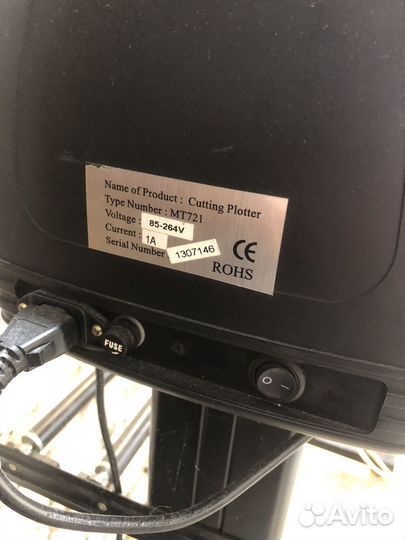 Name of Product : Cutting Plotter
Type Number : MT721
Voltage : 85-264V
Current : 1A
Serial Number 1307146
CE
ROHS
FUSE
O I
Avito